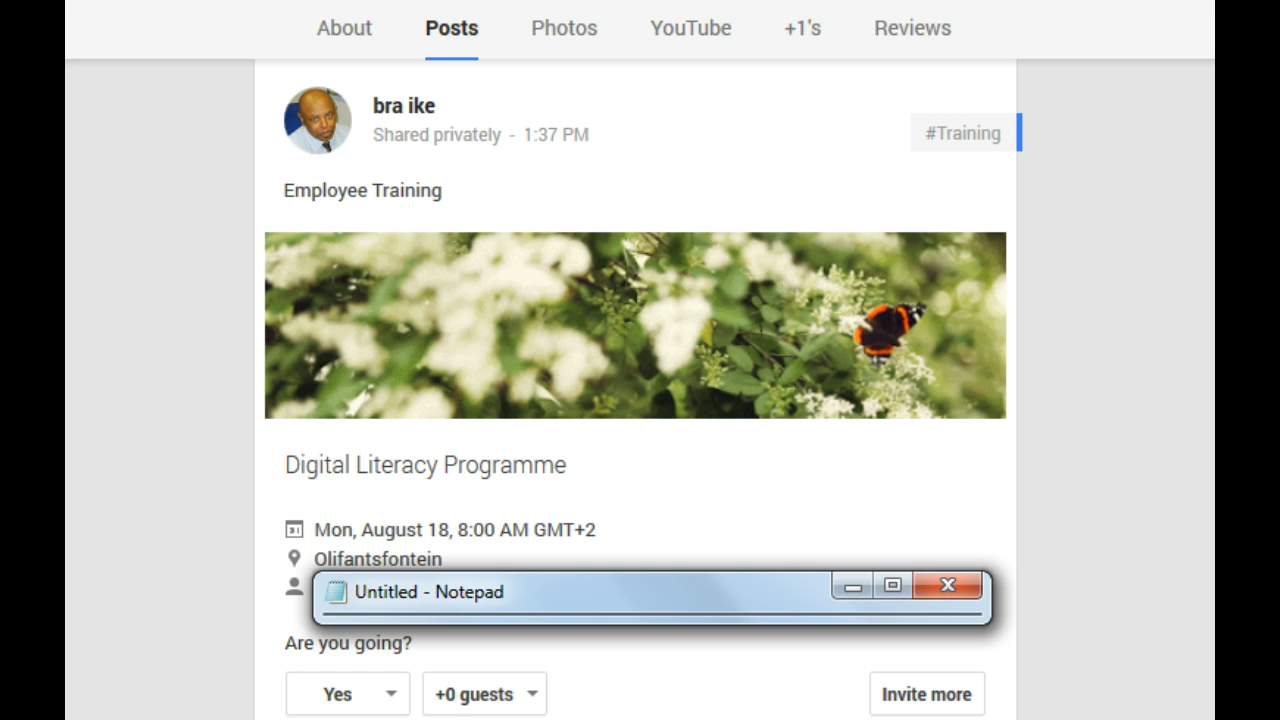 About Posts Photos YouTube +1's Reviews
bra ike
Shared privately - 1:37 PM
#Training
Employee Training
Digital Literacy Programme
31 Mon, August 18, 8:00 AM GMT+2
Olifantsfontein
Untitled - Notepad
Are you going?
Yes +0 guests Invite more